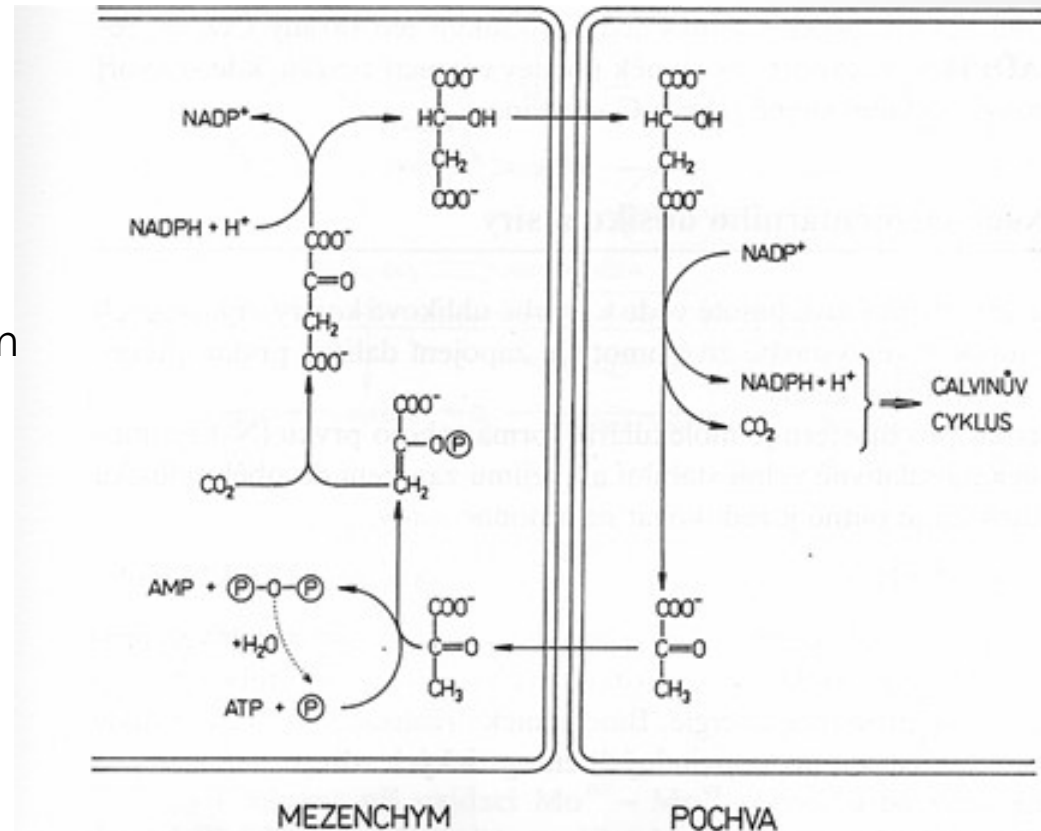 COO⁻
NADP⁺
HC—OH
CH₂
COO⁻
NADPH + H⁺
COO⁻
C=O
CH₂
COO⁻
COO⁻
C—O(P)
CH₂
CO₂
AMP + (P)—O—(P)
+H₂O
ATP + (P)
COO⁻
C=O
CH₃
MEZENCHYM
COO⁻
HC—OH
CH₂
COO⁻
NADP⁺
NADPH + H⁺
CO₂
CALVINŮV
CYKLUS
COO⁻
C=O
CH₃
POCHVA
n